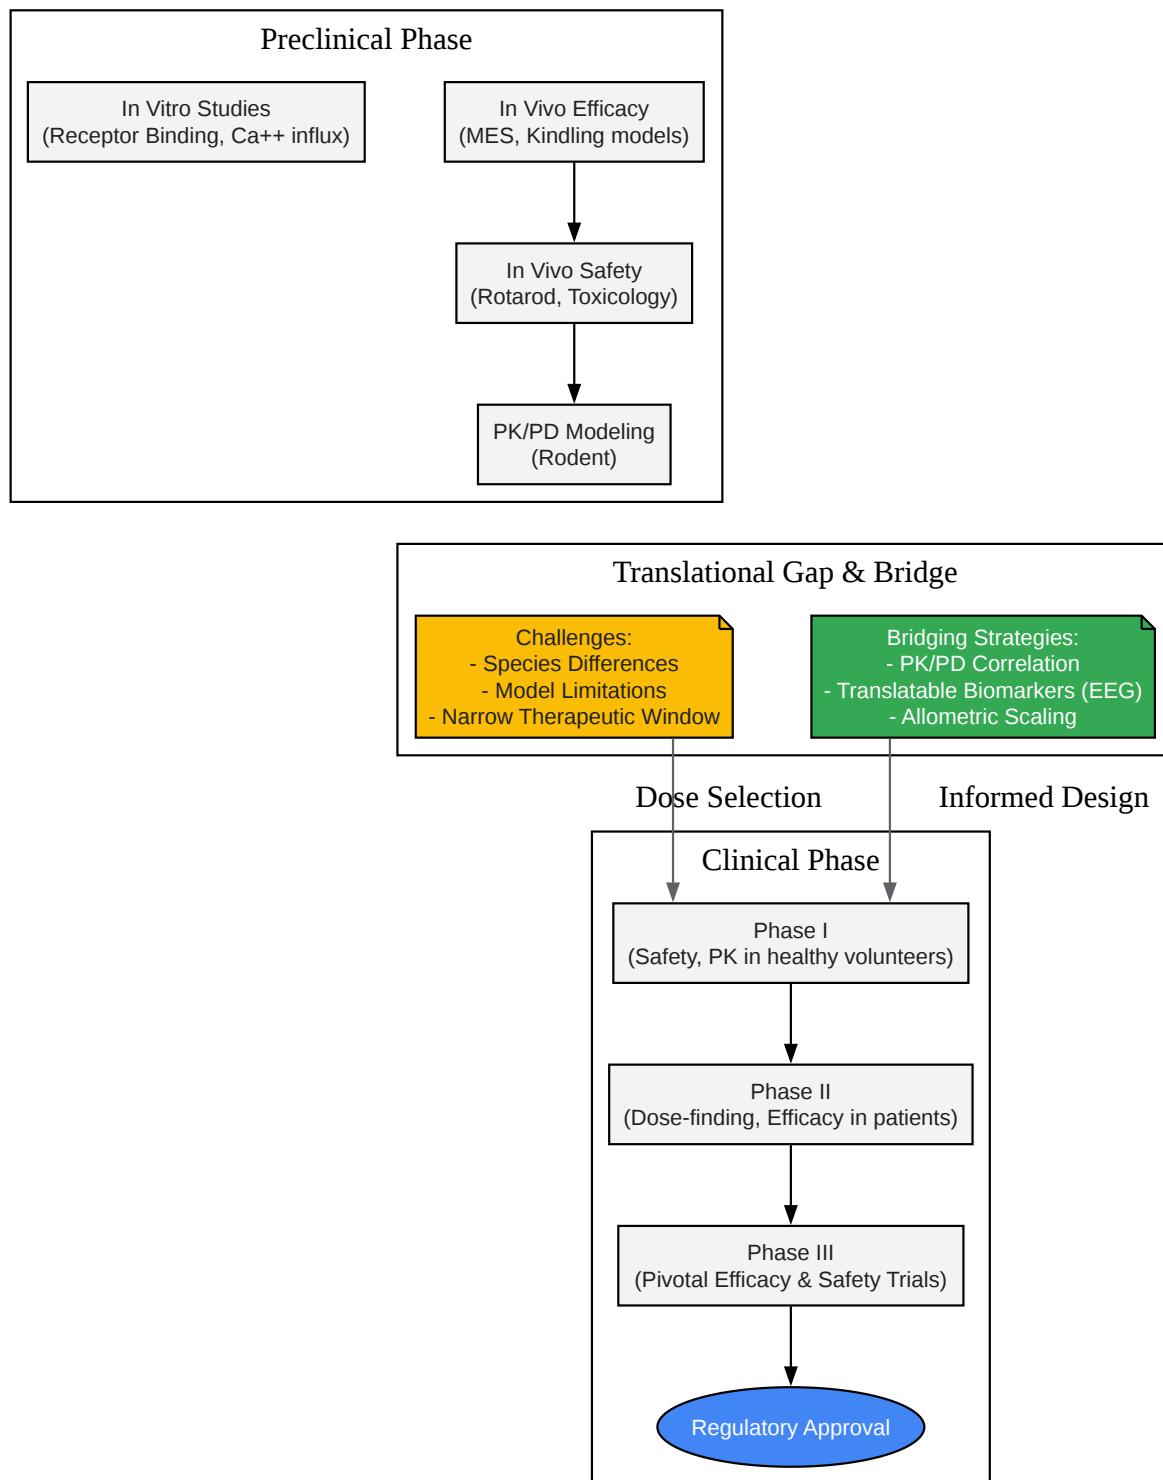 Preclinical Phase
In Vitro Studies
(Receptor Binding, Ca++ influx)
In Vivo Efficacy
(MES, Kindling models)
In Vivo Safety
(Rotarod, Toxicology)
PK/PD Modeling
(Rodent)
Translational Gap & Bridge
Challenges:
- Species Differences
- Model Limitations
- Narrow Therapeutic Window
Bridging Strategies:
- PK/PD Correlation
- Translatable Biomarkers (EEG)
- Allometric Scaling
Dose Selection
Informed Design
Clinical Phase
Phase I
(Safety, PK in healthy volunteers)
Phase II
(Dose-finding, Efficacy in patients)
Phase III
(Pivotal Efficacy & Safety Trials)
Regulatory Approval